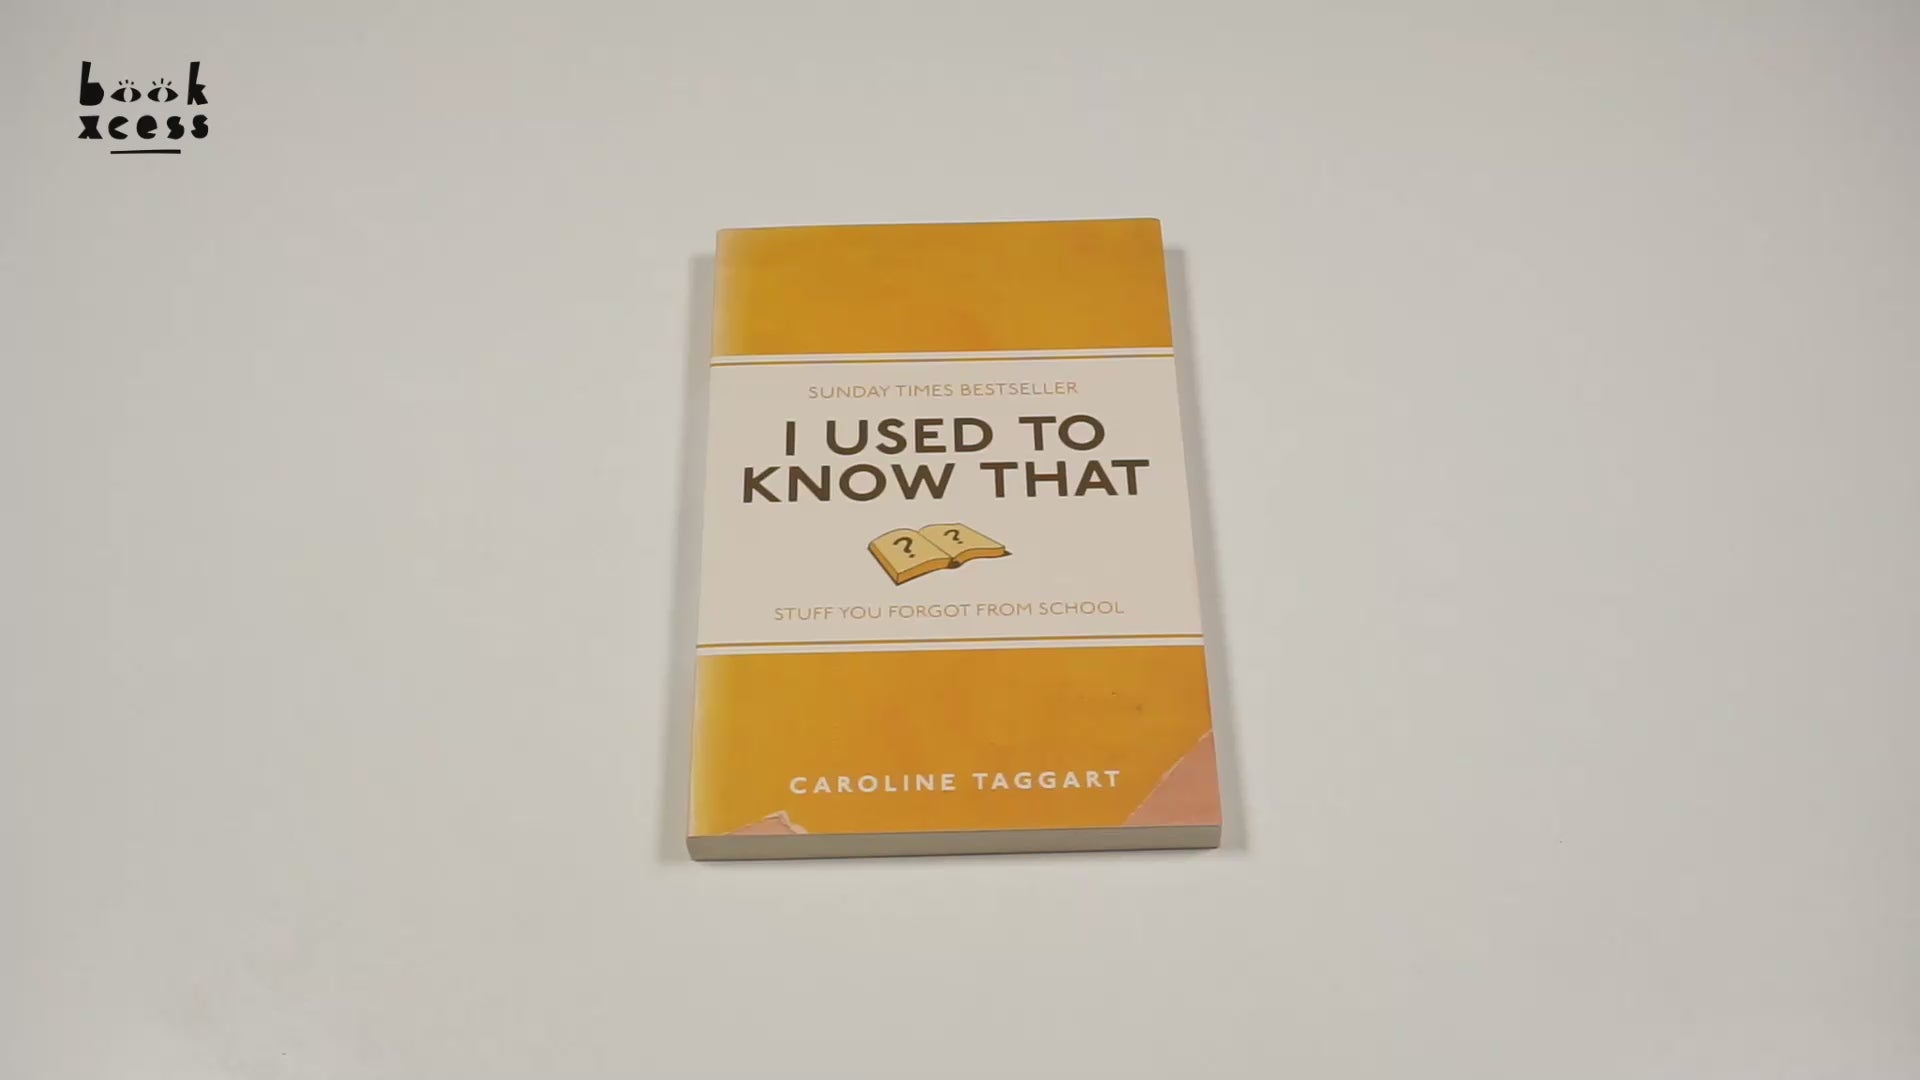 book
xcess
SUNDAY TIMES BESTSELLER
I USED TO
KNOW THAT
? ?
STUFF YOU FORGOT FROM SCHOOL
CAROLINE TAGGART